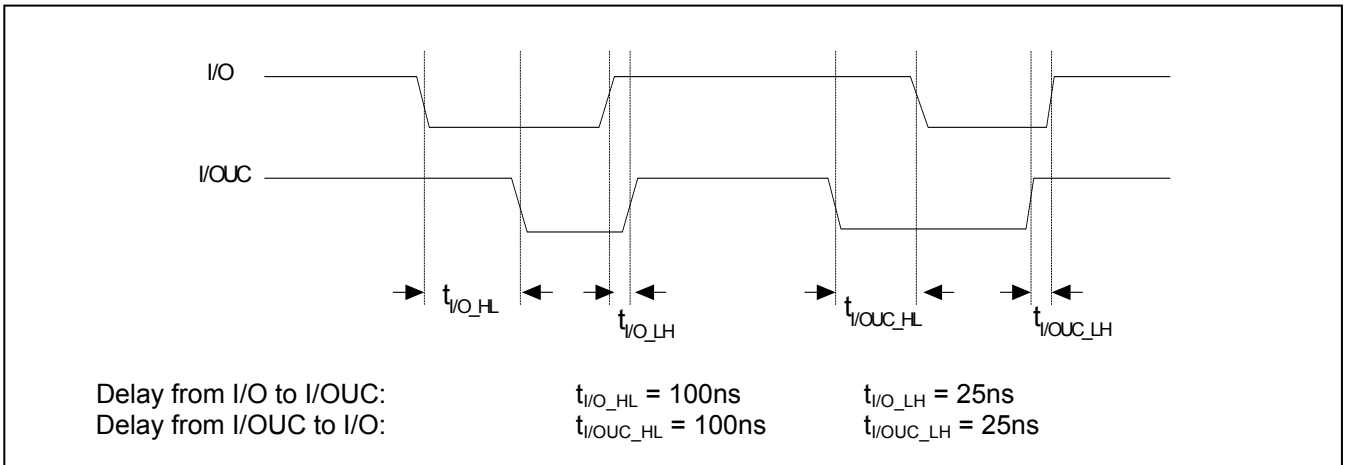 I/O
I/OUC
tI/O_HL
tI/O_LH
tI/OUC_HL
tI/OUC_LH
Delay from I/O to I/OUC: tI/O_HL = 100ns tI/O_LH = 25ns
Delay from I/OUC to I/O: tI/OUC_HL = 100ns tI/OUC_LH = 25ns